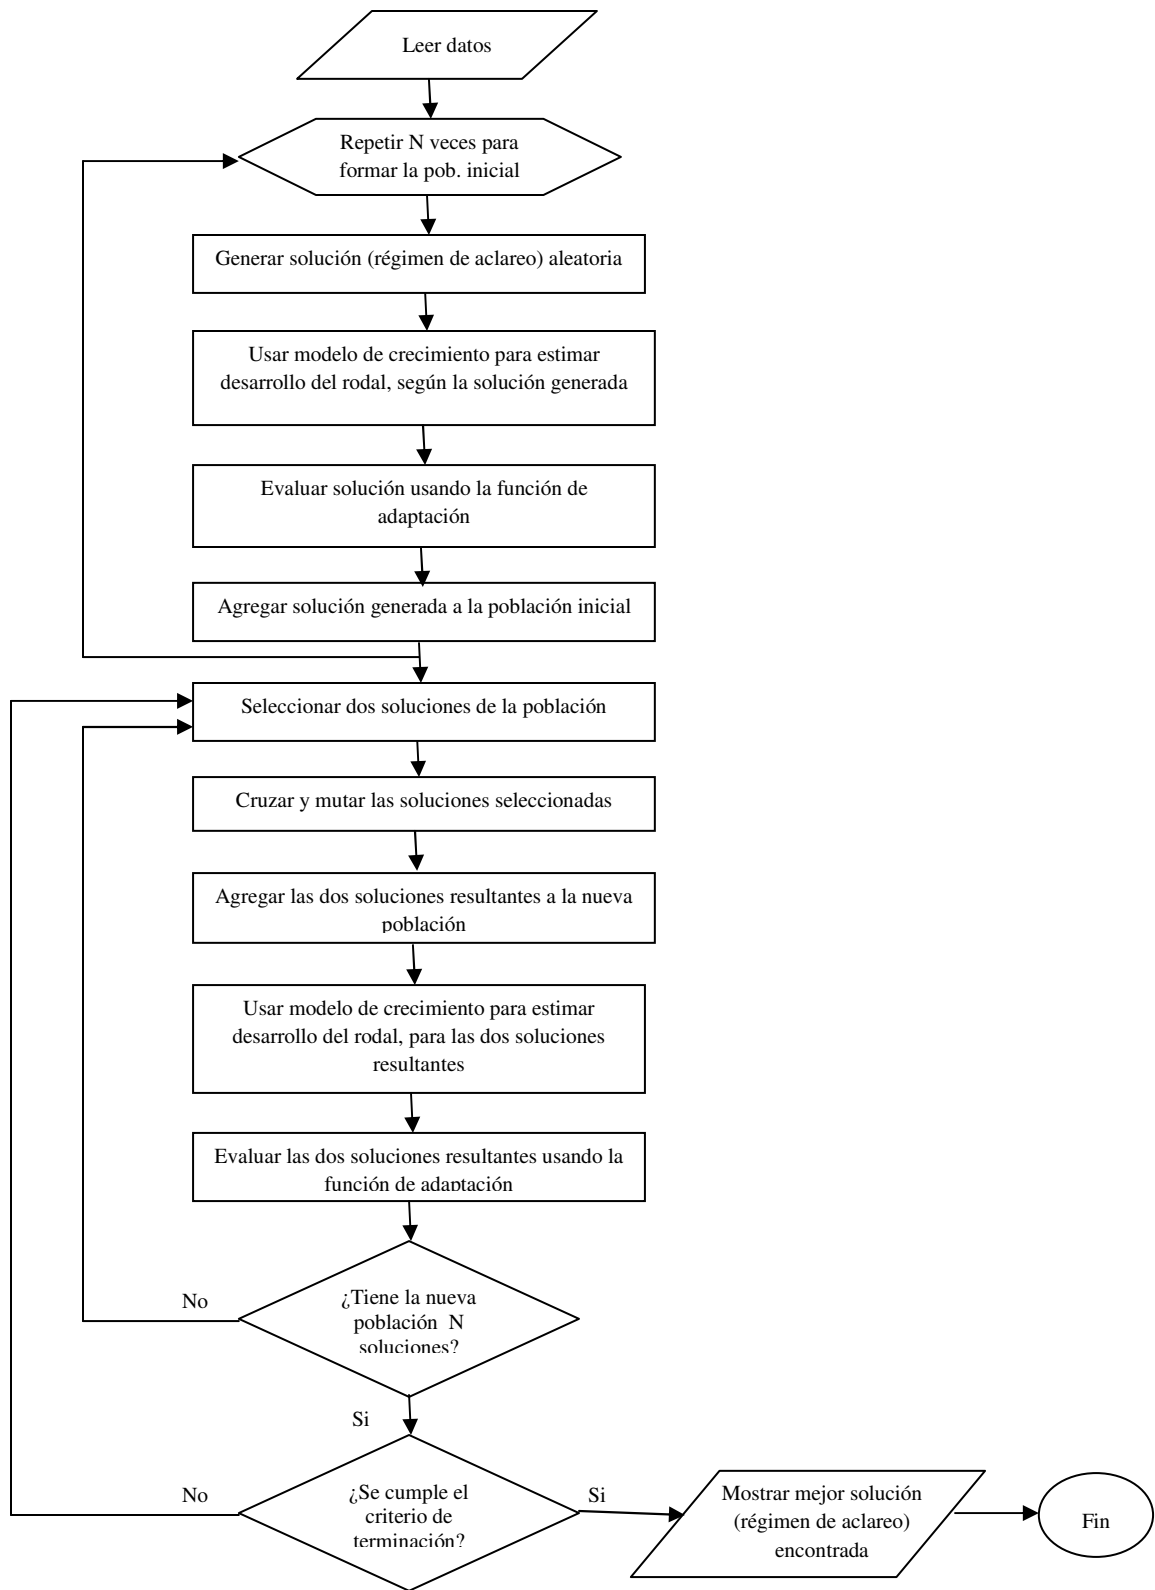 Leer datos
Repetir N veces para
formar la pob. inicial
Generar solución (régimen de aclareo) aleatoria
Usar modelo de crecimiento para estimar
desarrollo del rodal, según la solución generada
Evaluar solución usando la función de
adaptación
Agregar solución generada a la población inicial
Seleccionar dos soluciones de la población
Cruzar y mutar las soluciones seleccionadas
Agregar las dos soluciones resultantes a la nueva
población
Usar modelo de crecimiento para estimar
desarrollo del rodal, para las dos soluciones
resultantes
Evaluar las dos soluciones resultantes usando la
función de adaptación
No
¿Tiene la nueva
población N
soluciones?
Si
No
¿Se cumple el
criterio de
terminación?
Si
Mostrar mejor solución
(régimen de aclareo)
encontrada
Fin